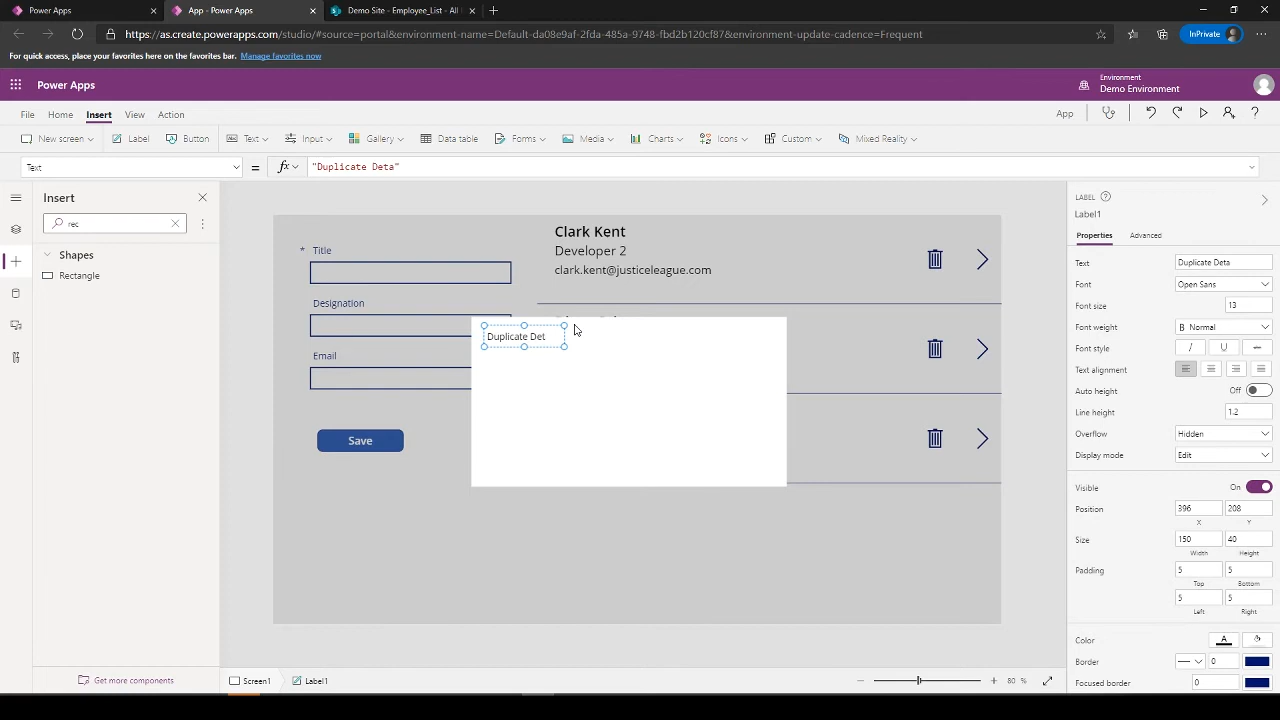 Power Apps
App - Power Apps
Demo Site - Employee_List - All
https://as.create.powerapps.com/studio/#source=portal&environment-name=Default-da08e9af-2fda-485a-9748-fbd2b120cf87&environment-update-cadence=Frequent
InPrivate
For quick access, place your favorites here on the favorites bar. Manage favorites now
Power Apps
Environment
Demo Environment
File Home Insert View Action
App
New screen Label Button Text Input Gallery Data table Forms Media Charts Icons Custom Mixed Reality
Text = fx "Duplicate Deta"
Insert
rec
Shapes
Rectangle
Get more components
* Title
Designation
Email
Save
Clark Kent
Developer 2
clark.kent@justiceleague.com
Duplicate Det
Screen1 Label1
80 %
LABEL
Label1
Properties Advanced
Text Duplicate Deta
Font Open Sans
Font size 13
Font weight B Normal
Font style / U abc
Text alignment
Auto height Off
Line height 1.2
Overflow Hidden
Display mode Edit
Visible On
Position 396 208
X Y
Size 150 40
Width Height
Padding 5 5
Top Bottom
5 5
Left Right
Color A
Border 0
Focused border 0